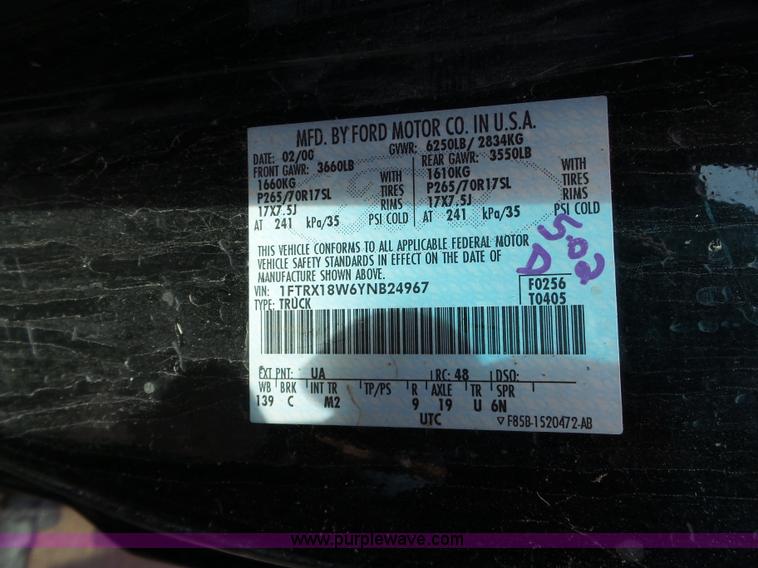 MFD. BY FORD MOTOR CO. IN U.S.A.
DATE: 02/00 GVWR: 6250LB/ 2834KG
FRONT GAWR: 3660LB REAR GAWR: 3550LB
1660KG WITH 1610KG WITH
P265/70R17SL TIRES P265/70R17SL TIRES
17X7.5J RIMS 17X7.5J RIMS
AT 241 kPa/35 PSI COLD AT 241 kPa/35 PSI COLD
THIS VEHICLE CONFORMS TO ALL APPLICABLE FEDERAL MOTOR
VEHICLE SAFETY STANDARDS IN EFFECT ON THE DATE OF
MANUFACTURE SHOWN ABOVE.
VIN: 1FTRX18W6YNB24967
TYPE: TRUCK
F0256
T0405
5.02
D
EXT PNT: UA RC: 48 DSO:
WB BRK INT TR TP/PS R AXLE TR SPR
139 C M2 9 19 U 6N
UTC ▽F85B-1520472-AB
www.purplewave.com